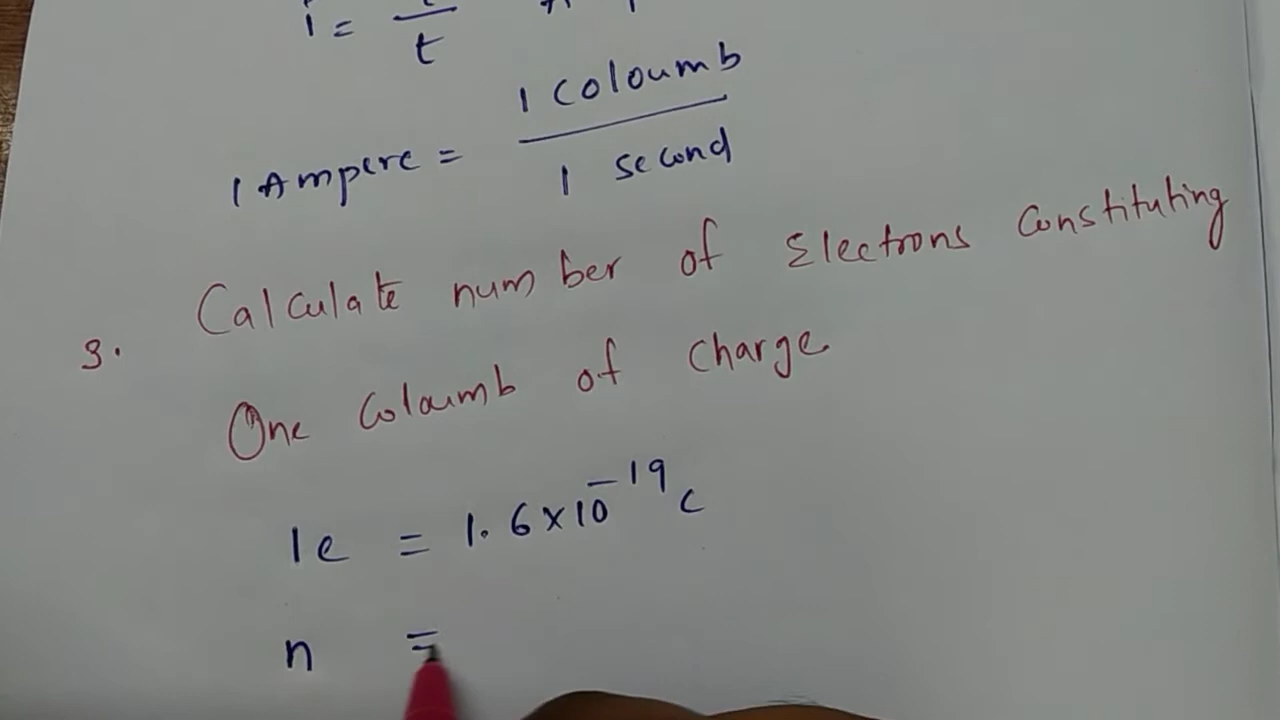 i = / t
1 Coloumb
1 Ampere =
1 second
3. Calculate number of Electrons Constituting
One Coloumb of Charge
1e = 1.6×10⁻¹⁹ C
n =